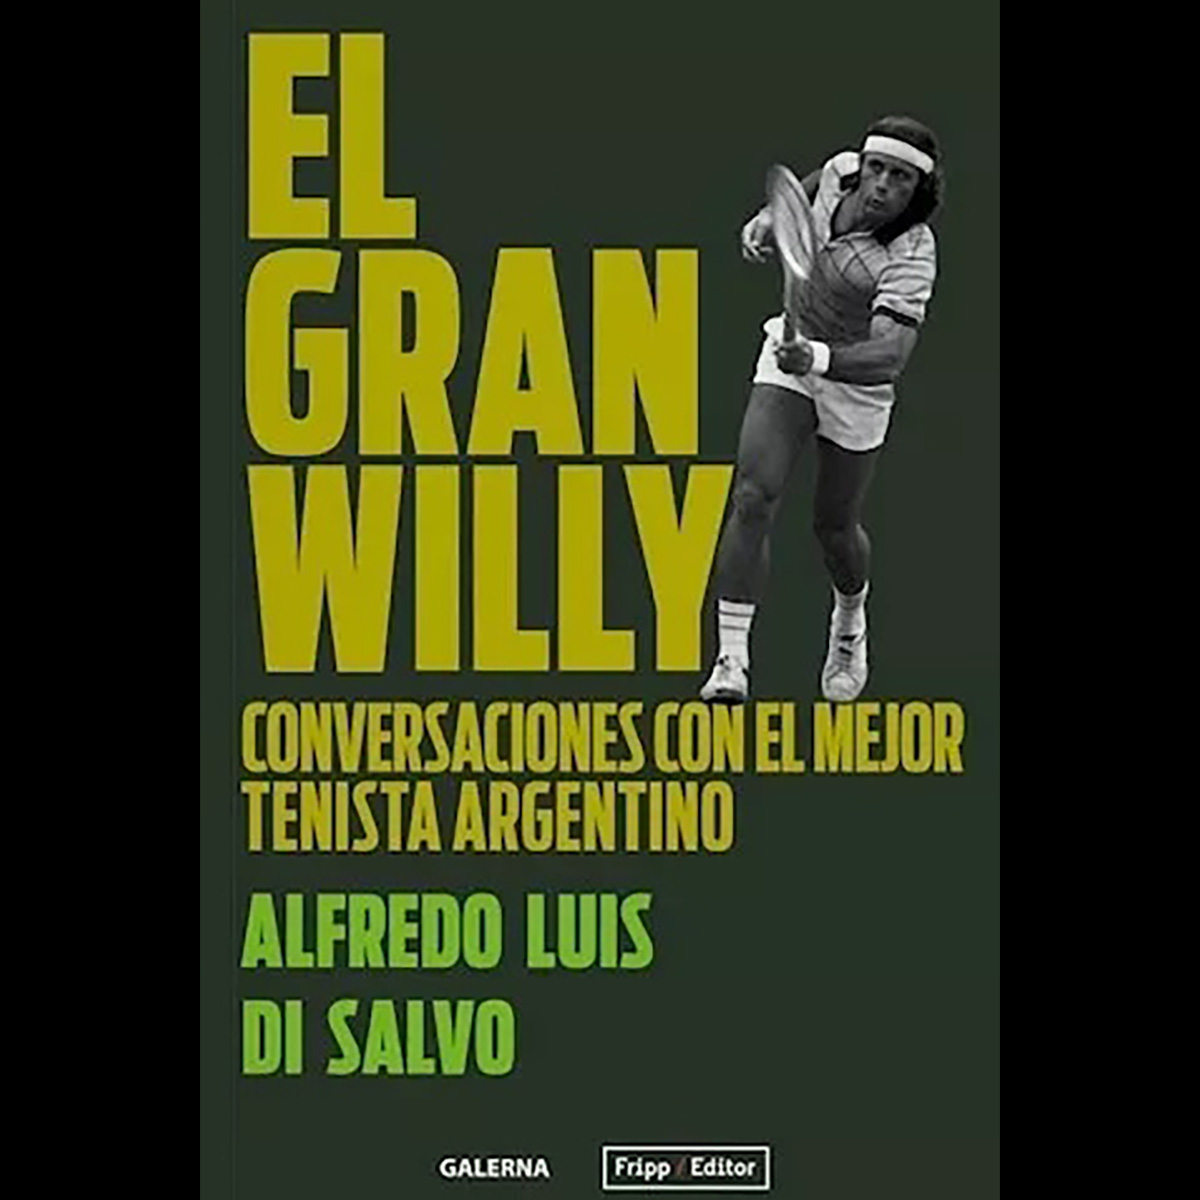 EL
GRAN
WILLY
CONVERSACIONES CON EL MEJOR
TENISTA ARGENTINO
ALFREDO LUIS
DI SALVO
GALERNA Fripp / Editor